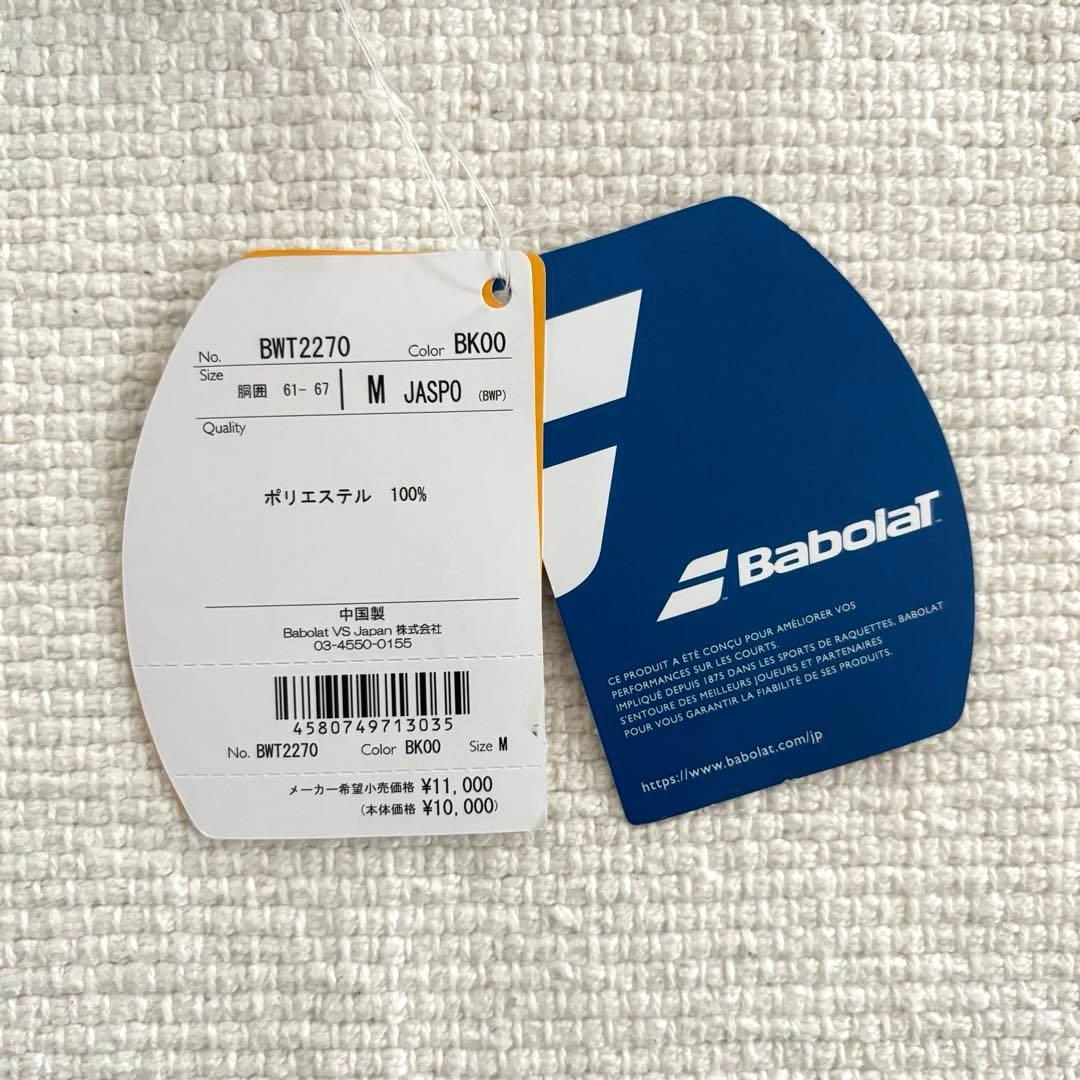 No. BWT2270 Color BK00
Size 胴囲 61- 67 M JASPO (BWP)
Quality
ポリエステル 100%
中国製
Babolat VS Japan 株式会社
03-4550-0155
4580749713035
No. BWT2270 Color BK00 Size M
メーカー希望小売価格 ¥11,000
(本体価格 ¥10,000)
Babolat
CE PRODUIT A ÉTÉ CONÇU POUR AMÉLIORER VOS
PERFORMANCES SUR LES COURTS.
IMPLIQUÉ DEPUIS 1875 DANS LES SPORTS DE RAQUETTES, BABOLAT
S'ENTOURE DES MEILLEURS JOUEURS ET PARTENAIRES
POUR VOUS GARANTIR LA FIABILITÉ DE SES PRODUITS.
https://www.babolat.com/jp